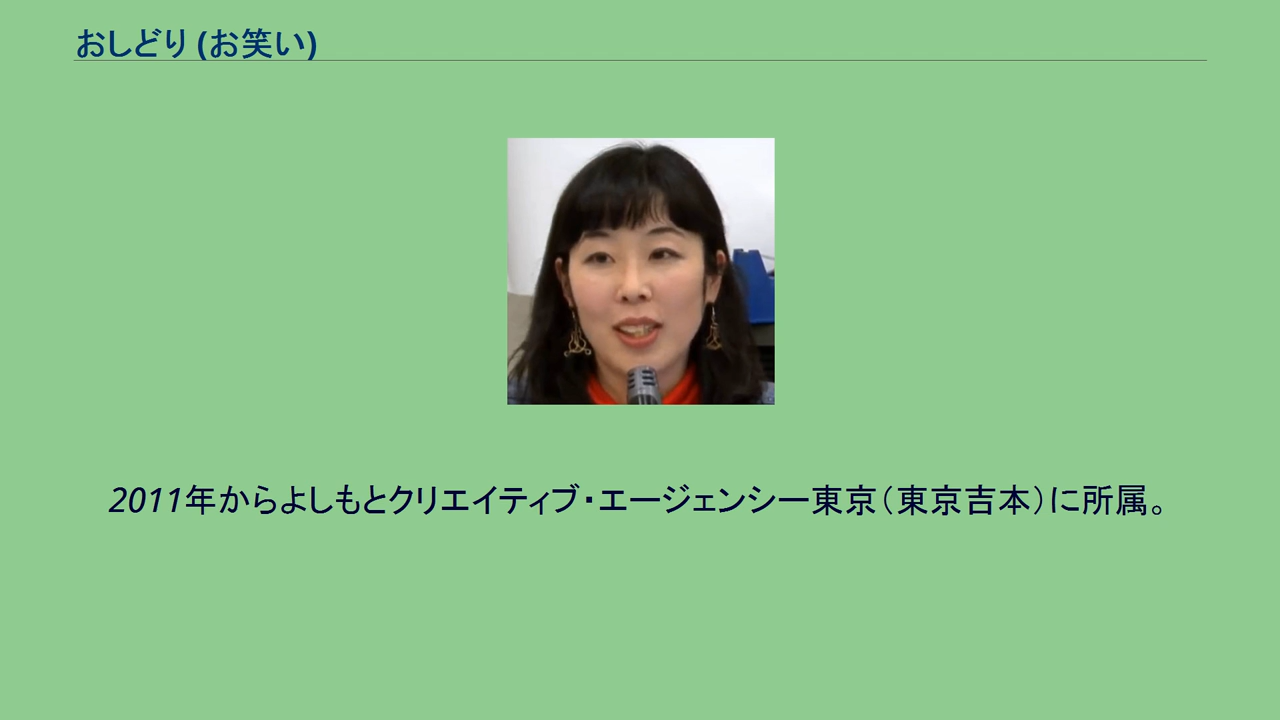 おしどり (お笑い)
2011年からよしもとクリエイティブ・エージェンシー東京（東京吉本）に所属。